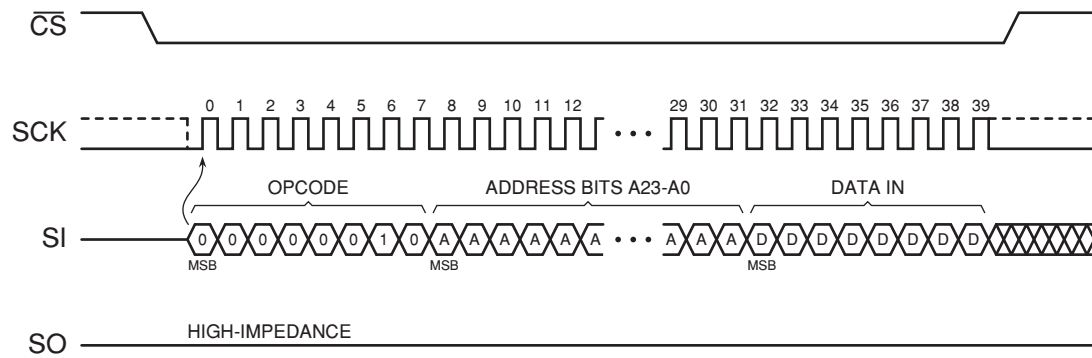 CS
0 1 2 3 4 5 6 7 8 9 10 11 12 29 30 31 32 33 34 35 36 37 38 39
SCK
OPCODE ADDRESS BITS A23-A0 DATA IN
SI 0 0 0 0 0 0 1 0 A A A A A A A A A D D D D D D D D
MSB MSB MSB
HIGH-IMPEDANCE
SO